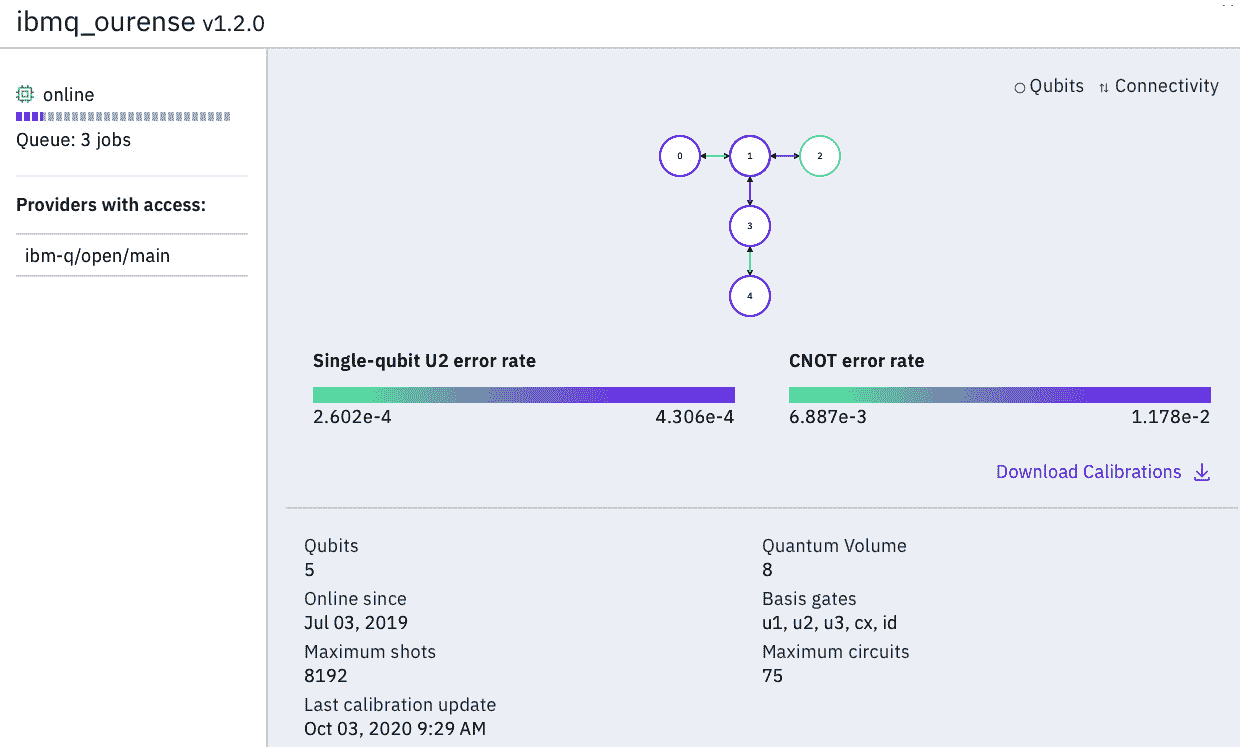 ibmq_ourense v1.2.0
online
Queue: 3 jobs
Providers with access:
ibm-q/open/main
Qubits Connectivity
0 1 2
3
4
Single-qubit U2 error rate
2.602e-4 4.306e-4
CNOT error rate
6.887e-3 1.178e-2
Download Calibrations
Qubits
5
Online since
Jul 03, 2019
Maximum shots
8192
Last calibration update
Oct 03, 2020 9:29 AM
Quantum Volume
8
Basis gates
u1, u2, u3, cx, id
Maximum circuits
75